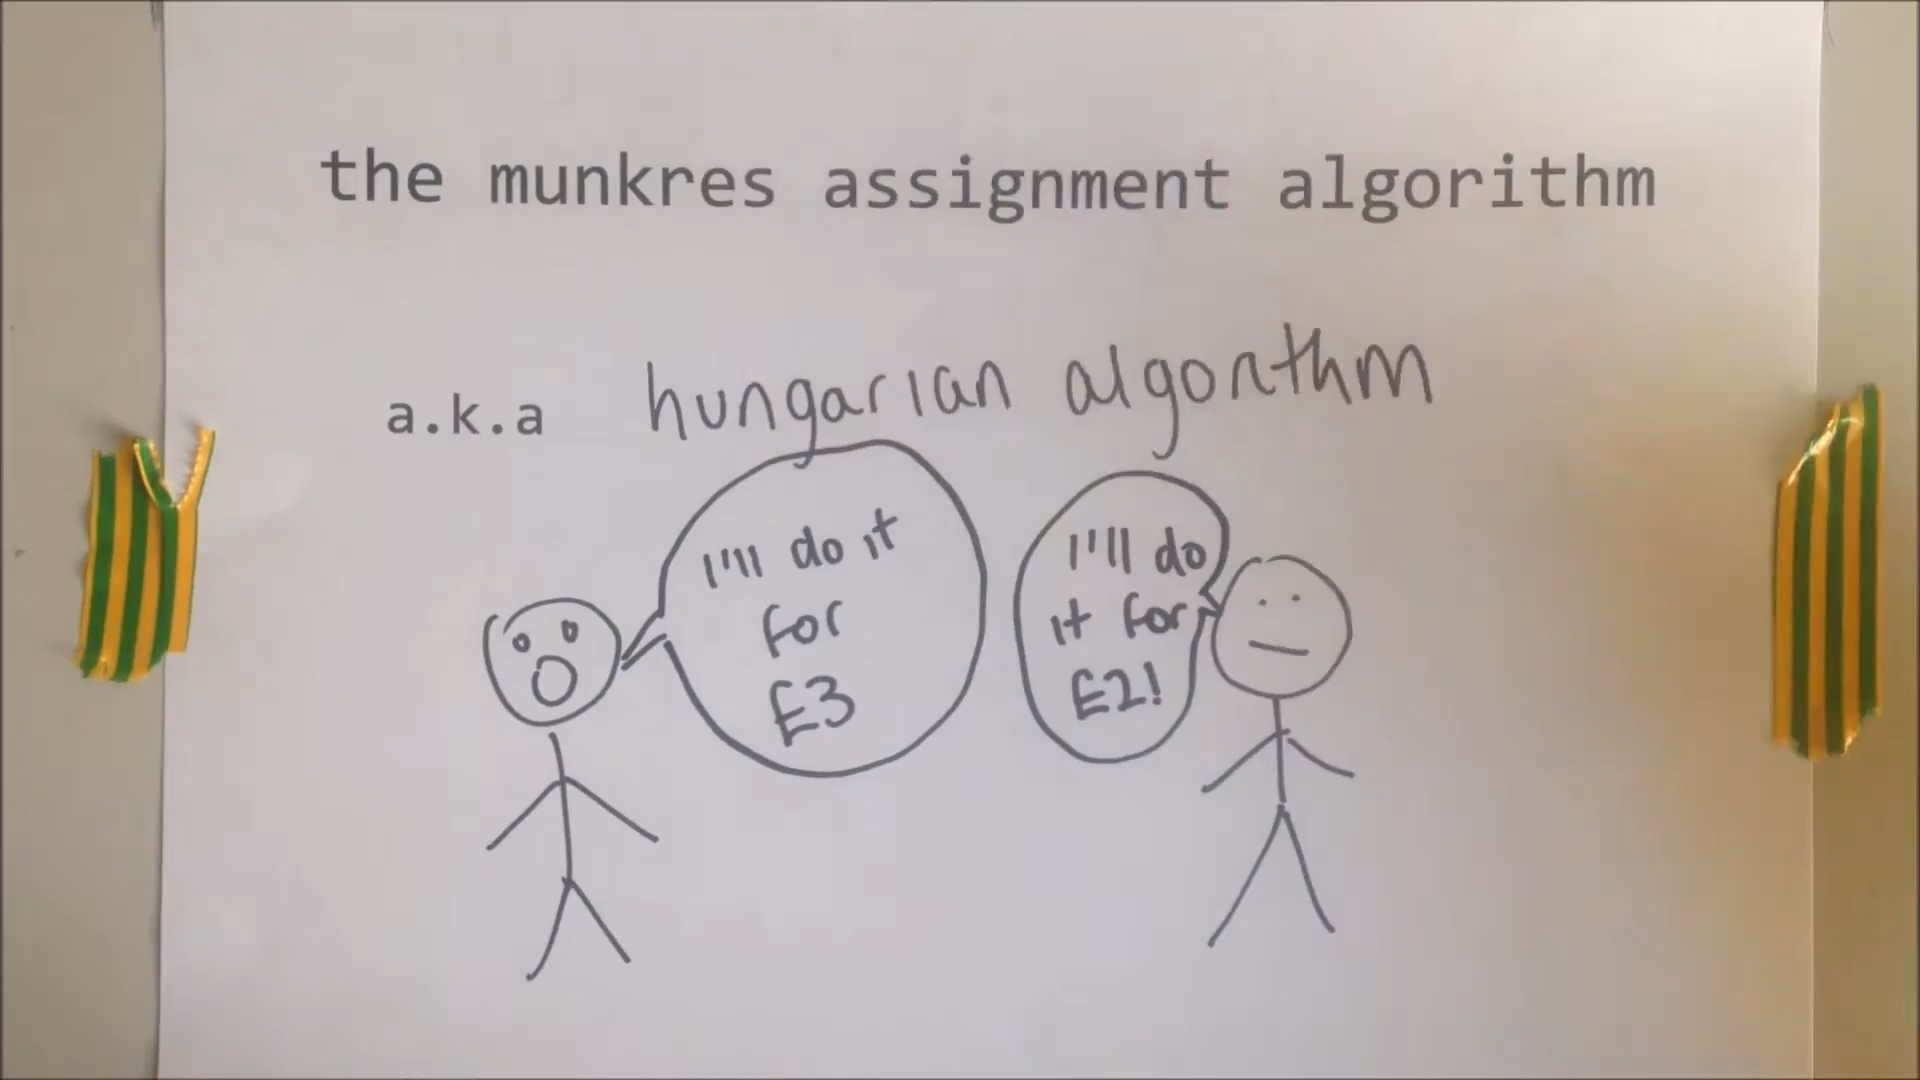 the munkres assignment algorithm
a.k.a hungarian algorithm
I'll do it
for
£3
I'll do
it for
£2!